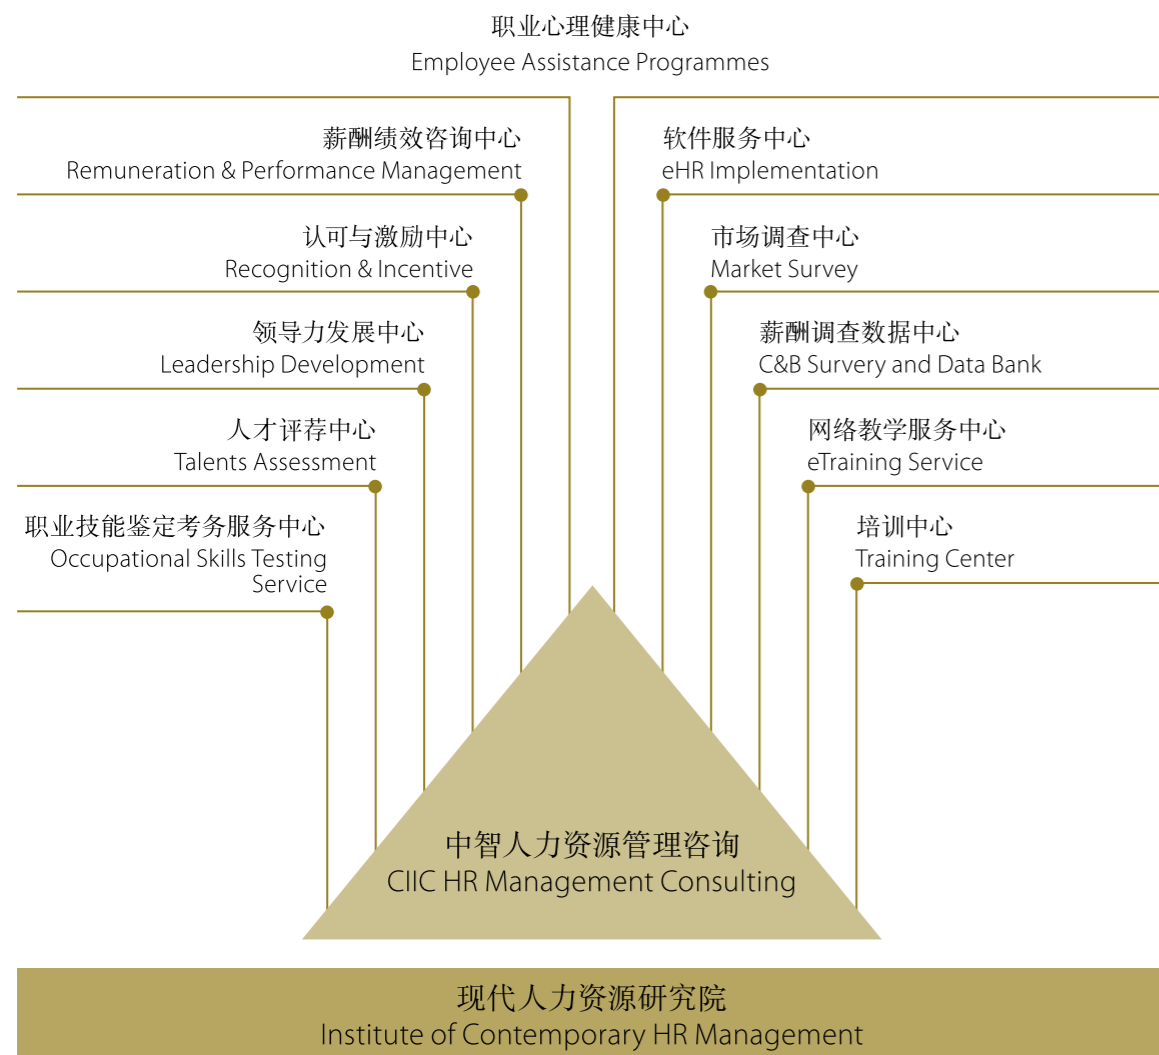 职业心理健康中心
Employee Assistance Programmes
薪酬绩效咨询中心
Remuneration & Performance Management
认可与激励中心
Recognition & Incentive
领导力发展中心
Leadership Development
人才评荐中心
Talents Assessment
职业技能鉴定考务服务中心
Occupational Skills Testing
Service
软件服务中心
eHR Implementation
市场调查中心
Market Survey
薪酬调查数据中心
C&B Survery and Data Bank
网络教学服务中心
eTraining Service
培训中心
Training Center
中智人力资源管理咨询
CIIC HR Management Consulting
现代人力资源研究院
Institute of Contemporary HR Management